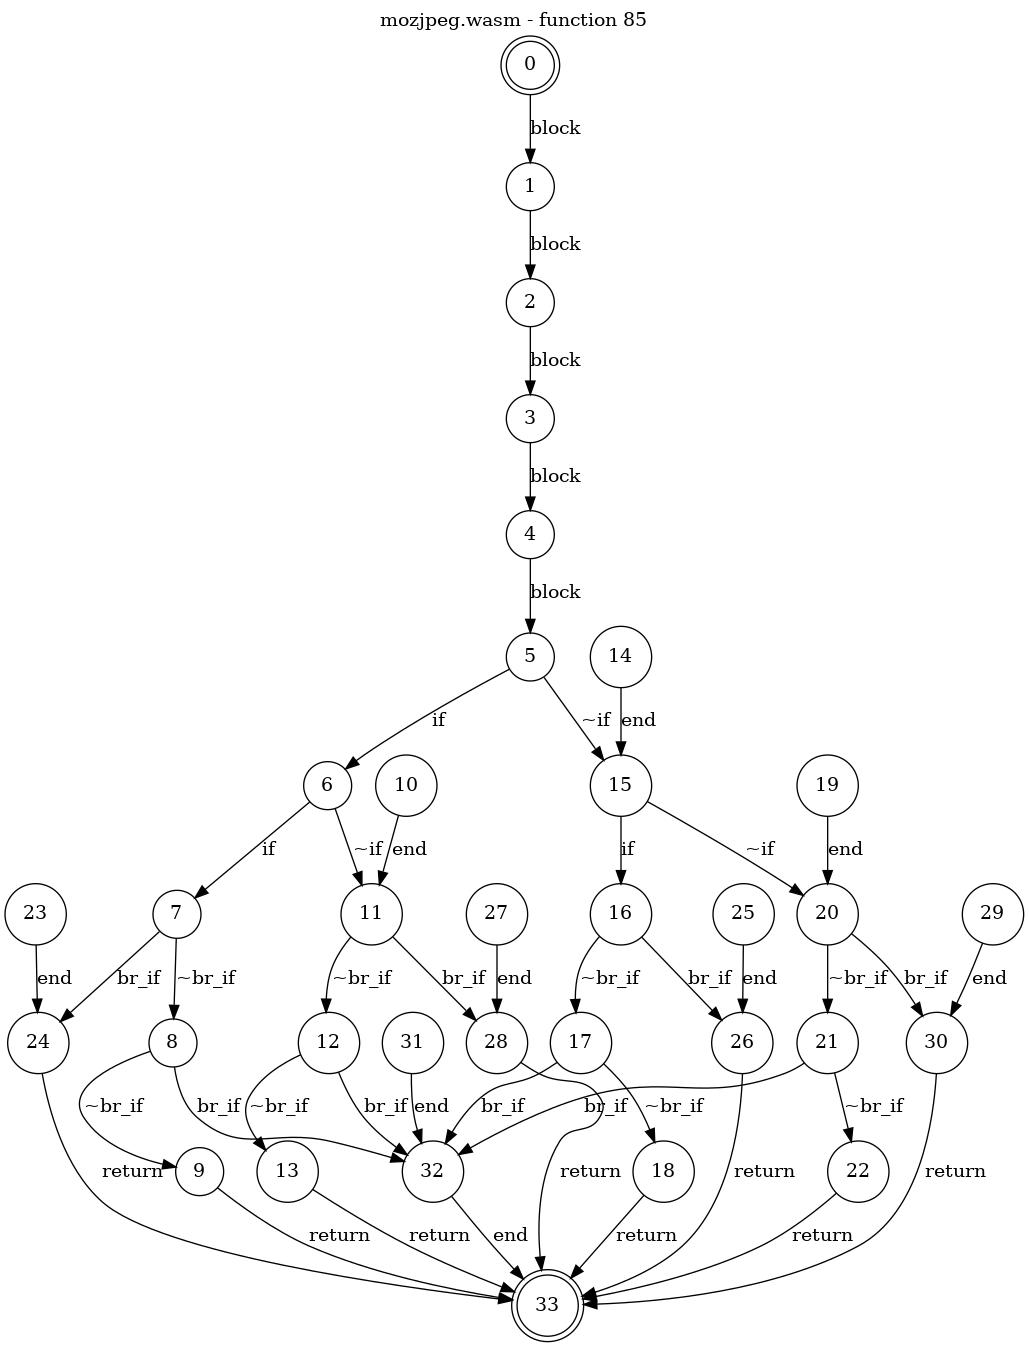 mozjpeg.wasm - function 85
0
block
1
block
2
block
3
block
4
block
5
14
if
~if
end
6
10
15
19
if
~if
end
if
~if
end
23
7
11
27
16
25
20
29
end
br_if
~br_if
~br_if
br_if
end
~br_if
br_if
end
~br_if
br_if
end
24
8
12
31
28
17
26
21
30
~br_if
br_if
~br_if
br_if
end
br_if
br_if
~br_if
~br_if
return
9
13
32
return
18
return
22
return
return
return
end
return
return
33